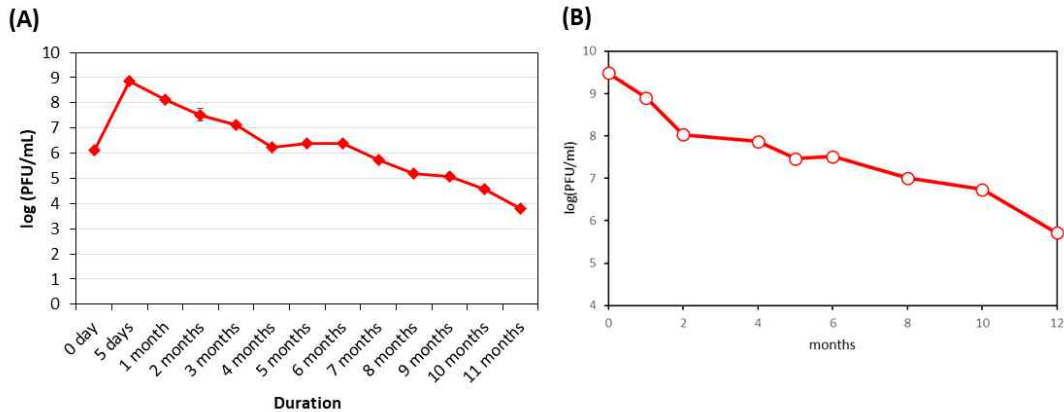 (A)
10
9
8
7
6
5
4
3
2
1
0
log (PFU/mL)
0 day
5 days
1 month
2 months
3 months
4 months
5 months
6 months
7 months
8 months
9 months
10 months
11 months
Duration
(B)
10
9
8
7
6
5
4
log(PFU/ml)
0 2 4 6 8 10 12
months